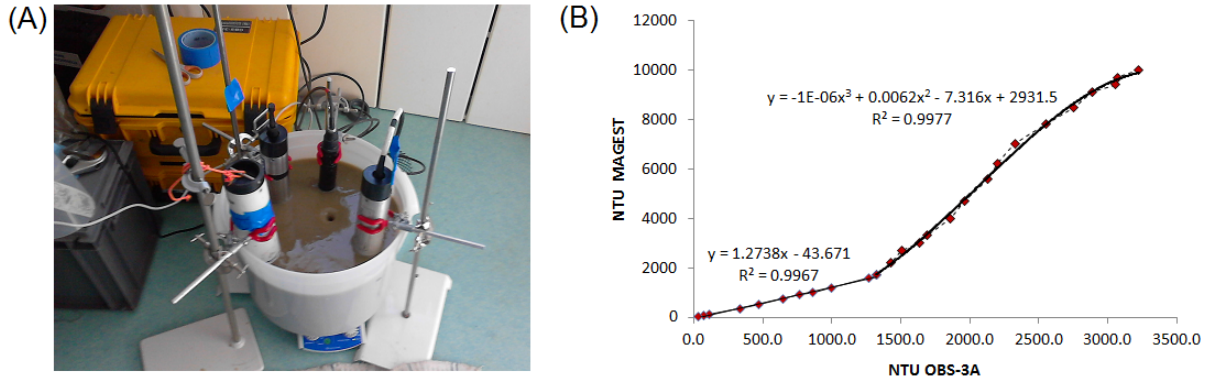 (A)
(B)
12000
10000
8000
6000
4000
2000
0
NTU MAGEST
y = -1E-06x³ + 0.0062x² - 7.316x + 2931.5
R² = 0.9977
y = 1.2738x - 43.671
R² = 0.9967
0.0 500.0 1000.0 1500.0 2000.0 2500.0 3000.0 3500.0
NTU OBS-3A